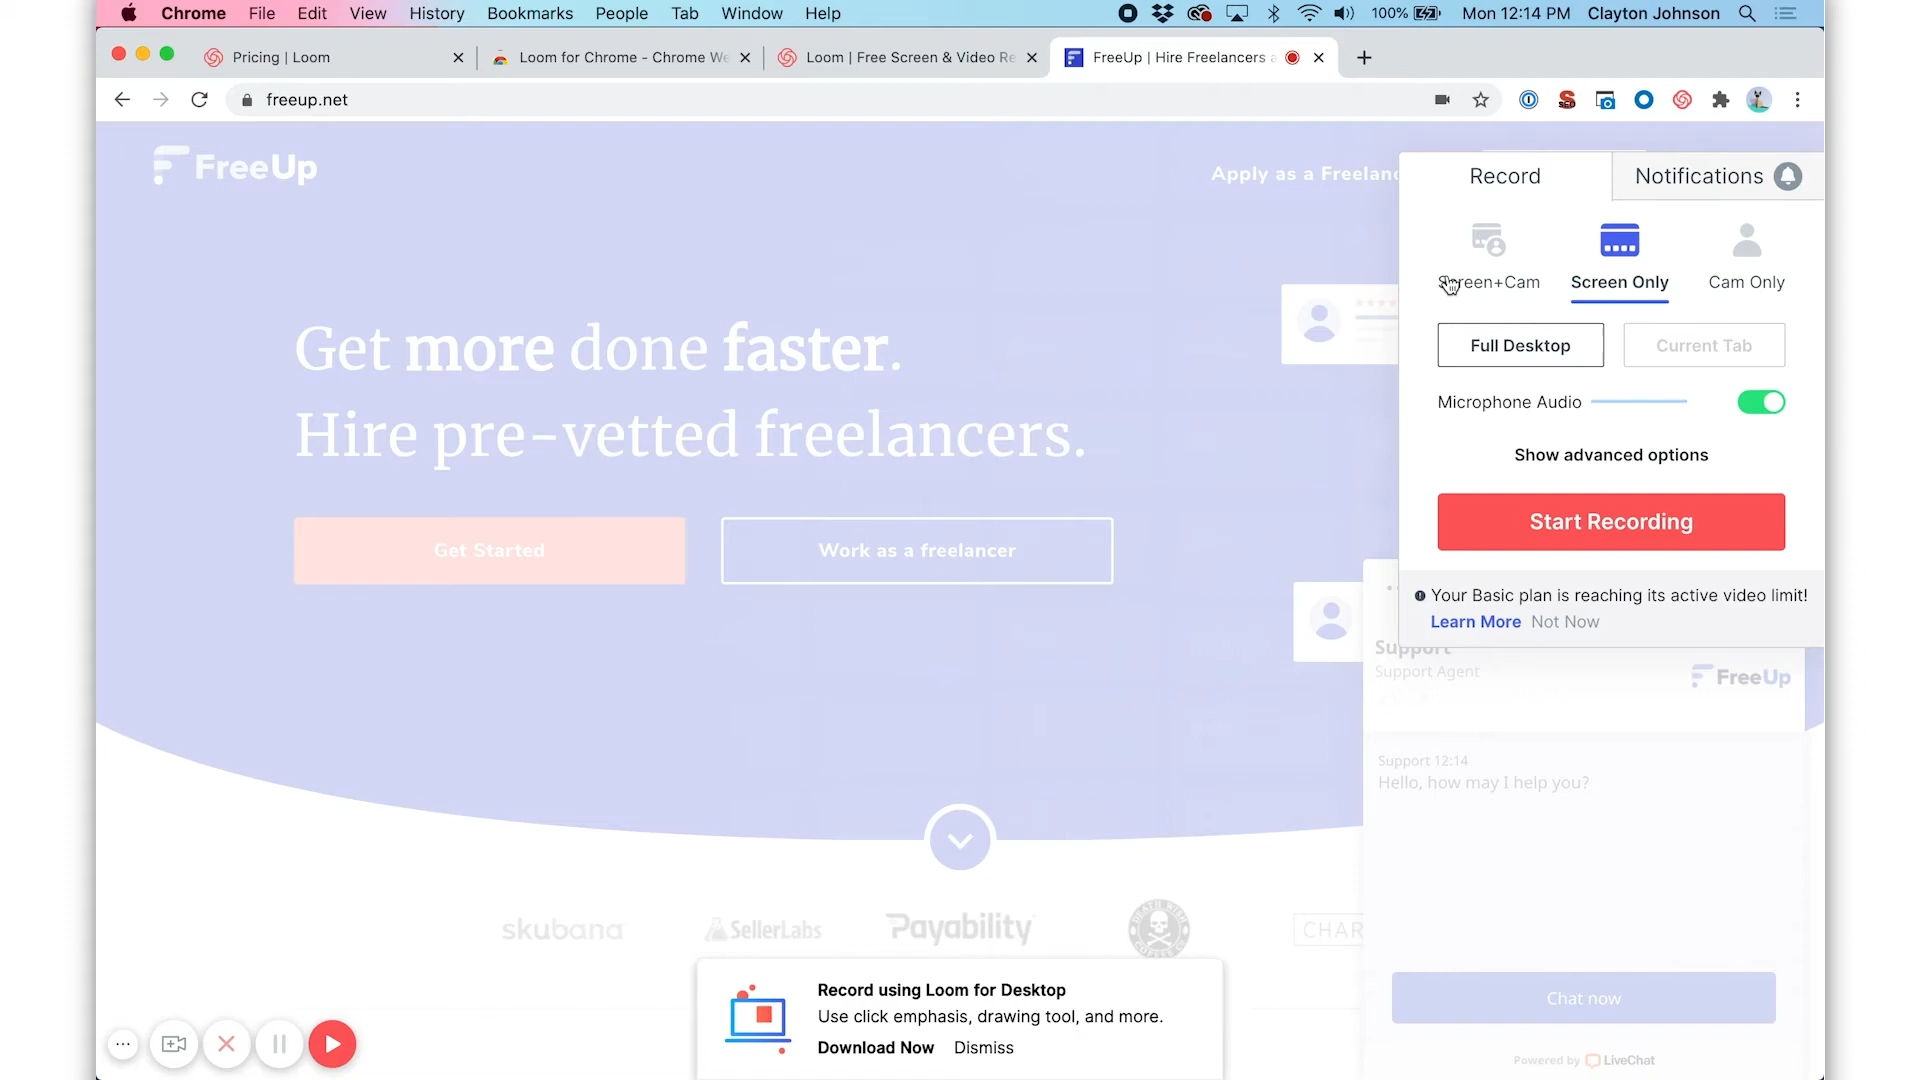 Chrome File Edit View History Bookmarks People Tab Window Help 100% Mon 12:14 PM Clayton Johnson
Pricing | Loom
Loom for Chrome - Chrome We
Loom | Free Screen & Video Re
FreeUp | Hire Freelancers a
freeup.net
FreeUp
Apply as a Freelanc
Record
Notifications
Screen+Cam
Screen Only
Cam Only
Full Desktop
Current Tab
Microphone Audio
Show advanced options
Start Recording
Your Basic plan is reaching its active video limit!
Learn More Not Now
Get more done faster.
Hire pre-vetted freelancers.
Get Started
Work as a freelancer
Support
Support Agent
FreeUp
Support 12:14
Hello, how may I help you?
skubana
SellerLabs
Payability
DEATH WISH
COFFEE CO.
CHAR
Record using Loom for Desktop
Use click emphasis, drawing tool, and more.
Download Now Dismiss
Chat now
Powered by LiveChat